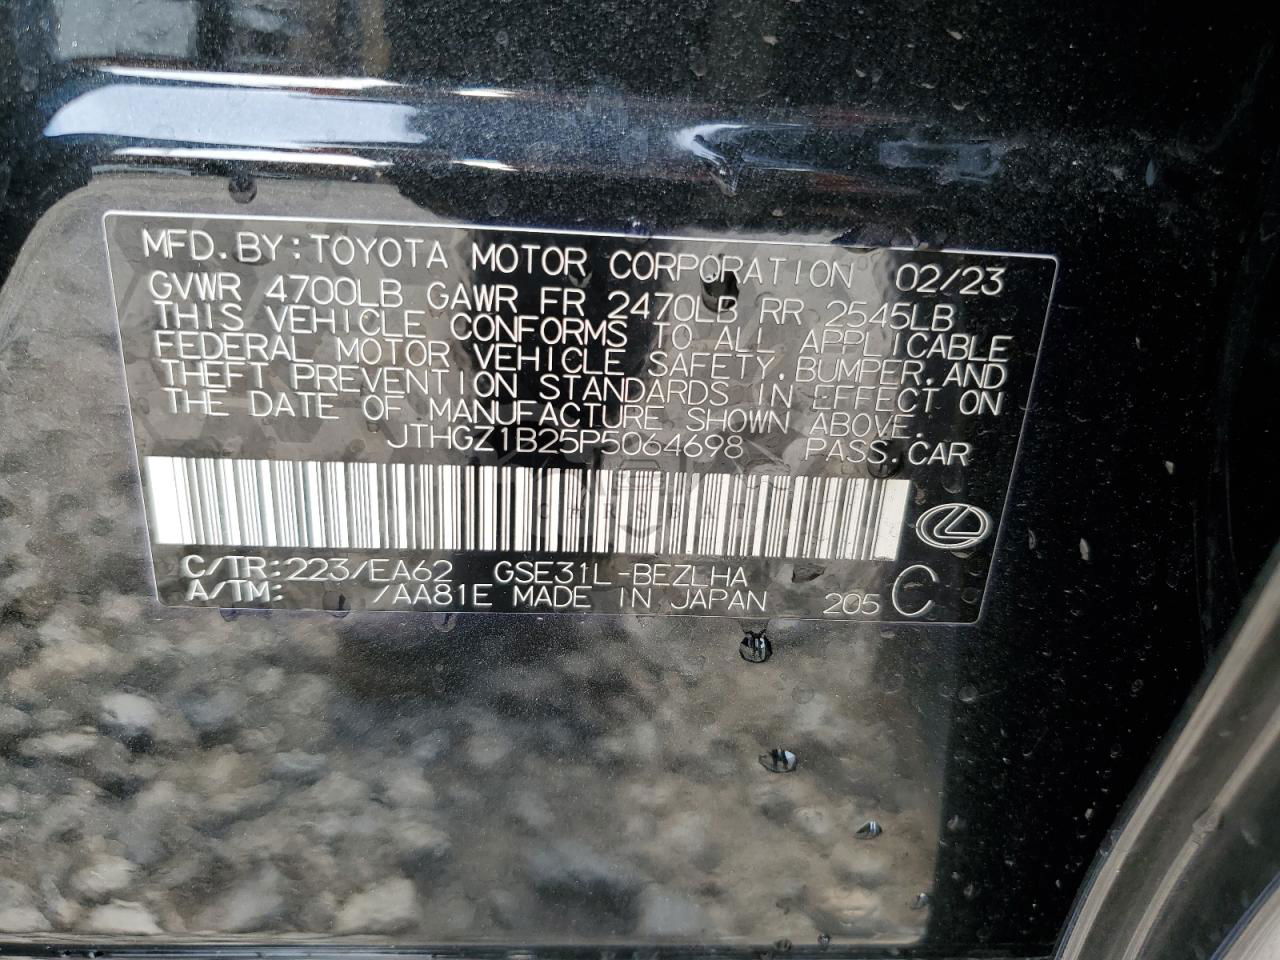 MFD.BY:TOYOTA MOTOR CORPORATION 02/23
GVWR 4700LB GAWR FR 2470LB RR 2545LB
THIS VEHICLE CONFORMS TO ALL APPLICABLE
FEDERAL MOTOR VEHICLE SAFETY,BUMPER,AND
THEFT PREVENTION STANDARDS IN EFFECT ON
THE DATE OF MANUFACTURE SHOWN ABOVE.
JTHGZ1B25P5064698 PASS.CAR
C/TR:223/EA62 GSE31L-BEZLHA
A/TM: /AA81E MADE IN JAPAN 205 C